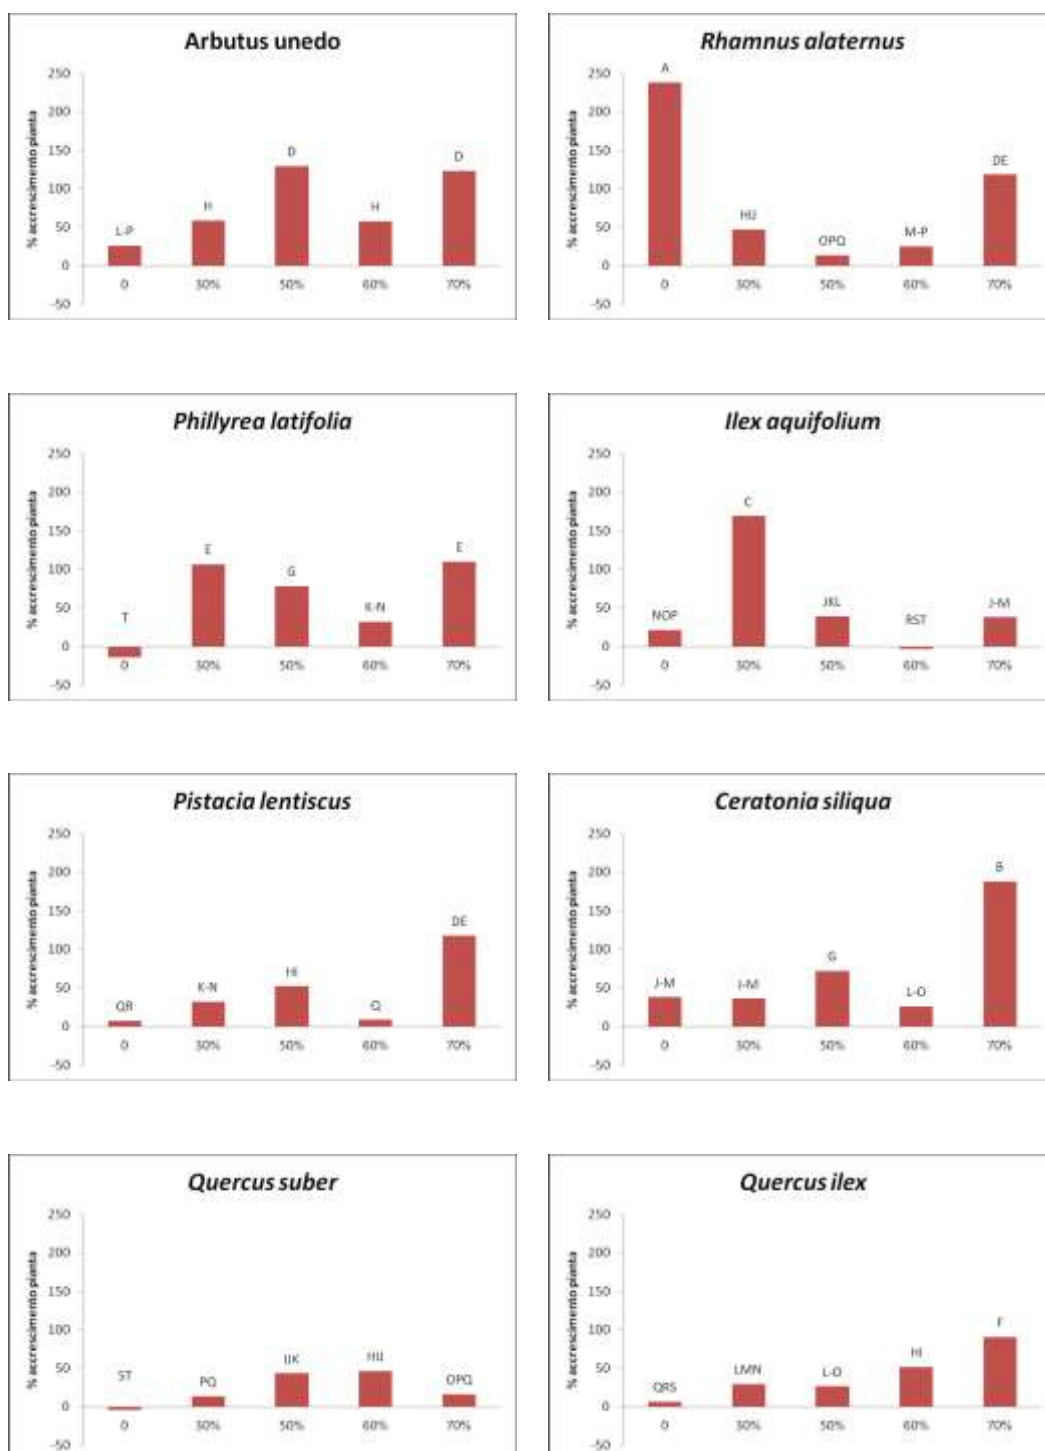 Arbutus unedo
% accrescimento pianta
250
200
150
100
50
0
-50
L-P
H
D
H
D
0
30%
50%
60%
70%
Rhamnus alaternus
% accrescimento pianta
250
200
150
100
50
0
-50
A
HIJ
OPQ
M-P
DE
0
30%
50%
60%
70%
Phillyrea latifolia
% accrescimento pianta
250
200
150
100
50
0
-50
T
E
G
K-N
E
0
30%
50%
60%
70%
Ilex aquifolium
% accrescimento pianta
250
200
150
100
50
0
-50
NOP
C
JKL
RST
J-M
0
30%
50%
60%
70%
Pistacia lentiscus
% accrescimento pianta
250
200
150
100
50
0
-50
QR
K-N
HI
Q
DE
0
30%
50%
60%
70%
Ceratonia siliqua
% accrescimento pianta
250
200
150
100
50
0
-50
J-M
J-M
G
L-O
B
0
30%
50%
60%
70%
Quercus suber
% accrescimento pianta
250
200
150
100
50
0
-50
ST
PQ
IJK
HIJ
OPQ
0
30%
50%
60%
70%
Quercus ilex
% accrescimento pianta
250
200
150
100
50
0
-50
QRS
LMN
L-O
HI
F
0
30%
50%
60%
70%